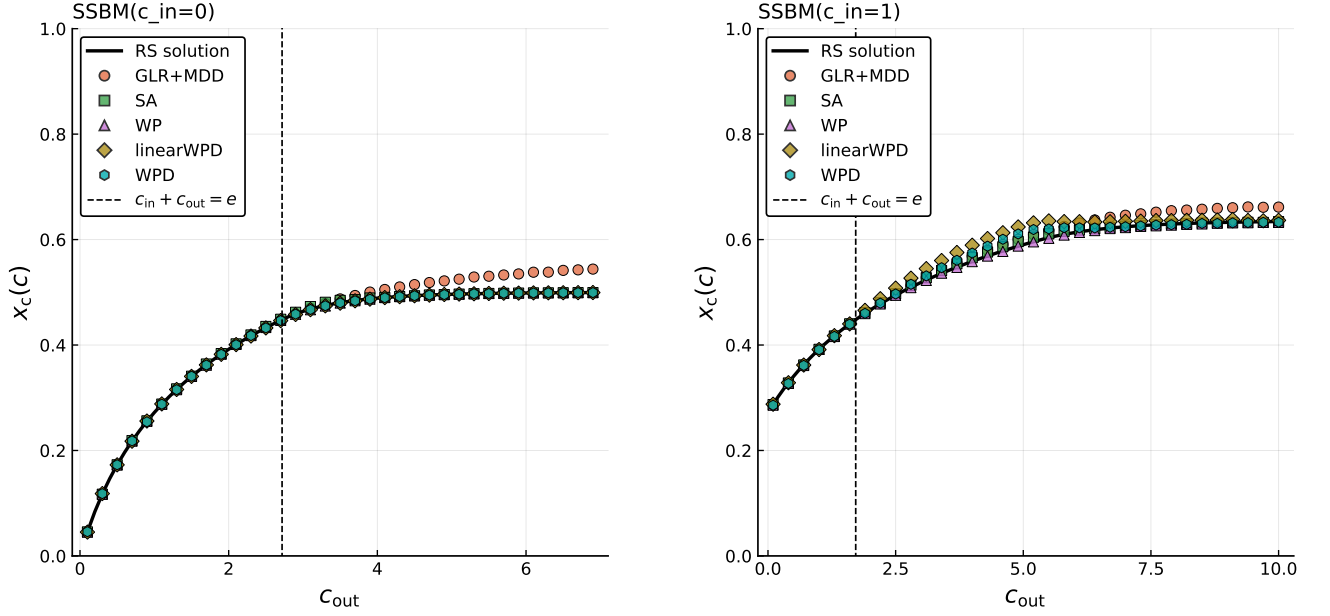 SSBM(c_in=0)
1.0
0.8
0.6
0.4
0.2
0.0
x_c(c)
RS solution
GLR+MDD
SA
WP
linearWPD
WPD
c_in + c_out = e
0
2
4
6
c_out
SSBM(c_in=1)
1.0
0.8
0.6
0.4
0.2
0.0
x_c(c)
RS solution
GLR+MDD
SA
WP
linearWPD
WPD
c_in + c_out = e
0.0
2.5
5.0
7.5
10.0
c_out